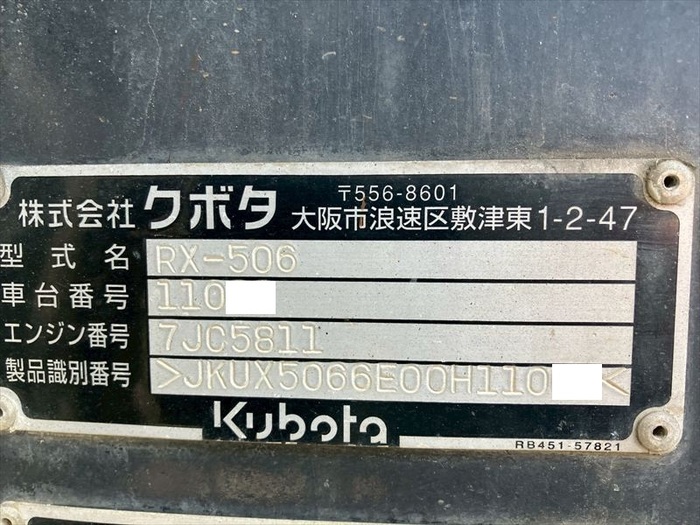 株式会社 クボタ 〒556-8601
大阪市浪速区敷津東1-2-47
型式名 RX-506
車台番号 110
エンジン番号 7JC5811
製品識別番号 >JKUX5066E00H110 <
Kubota
RB451-57821